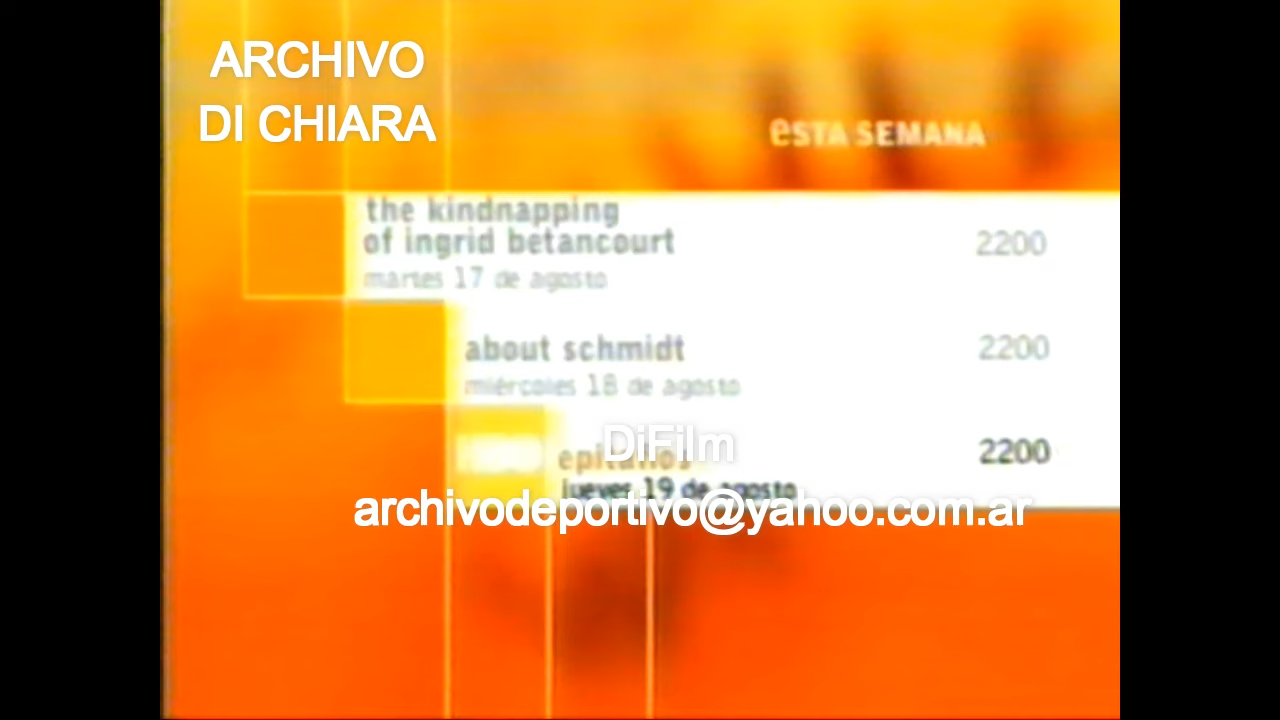 ARCHIVO
DI CHIARA
esta semana
the kindnapping
of ingrid betancourt
2200
martes 17 de agosto
about schmidt
2200
miércoles 18 de agosto
DiFilm
epitafios
2200
jueves 19 de agosto
archivodeportivo@yahoo.com.ar